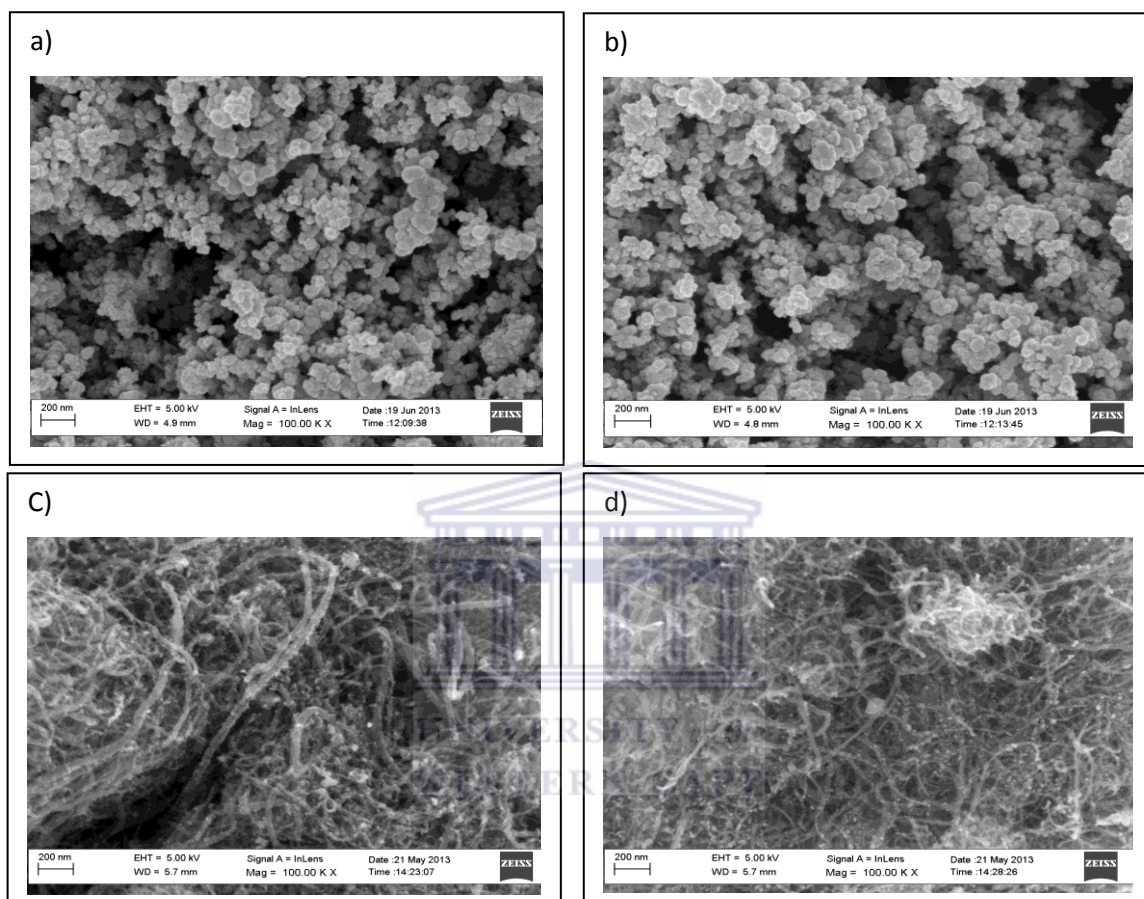 a)
200 nm
EHT = 5.00 kV
WD = 4.9 mm
Signal A = InLens
Mag = 100.00 K X
Date :19 Jun 2013
Time :12:09:38
ZEISS
b)
200 nm
EHT = 5.00 kV
WD = 4.8 mm
Signal A = InLens
Mag = 100.00 K X
Date :19 Jun 2013
Time :12:13:45
ZEISS
C)
200 nm
EHT = 5.00 kV
WD = 5.7 mm
Signal A = InLens
Mag = 100.00 K X
Date :21 May 2013
Time :14:23:07
ZEISS
d)
200 nm
EHT = 5.00 kV
WD = 5.7 mm
Signal A = InLens
Mag = 100.00 K X
Date :21 May 2013
Time :14:28:26
ZEISS
UNIVERSITY of the
WESTERN CAPE